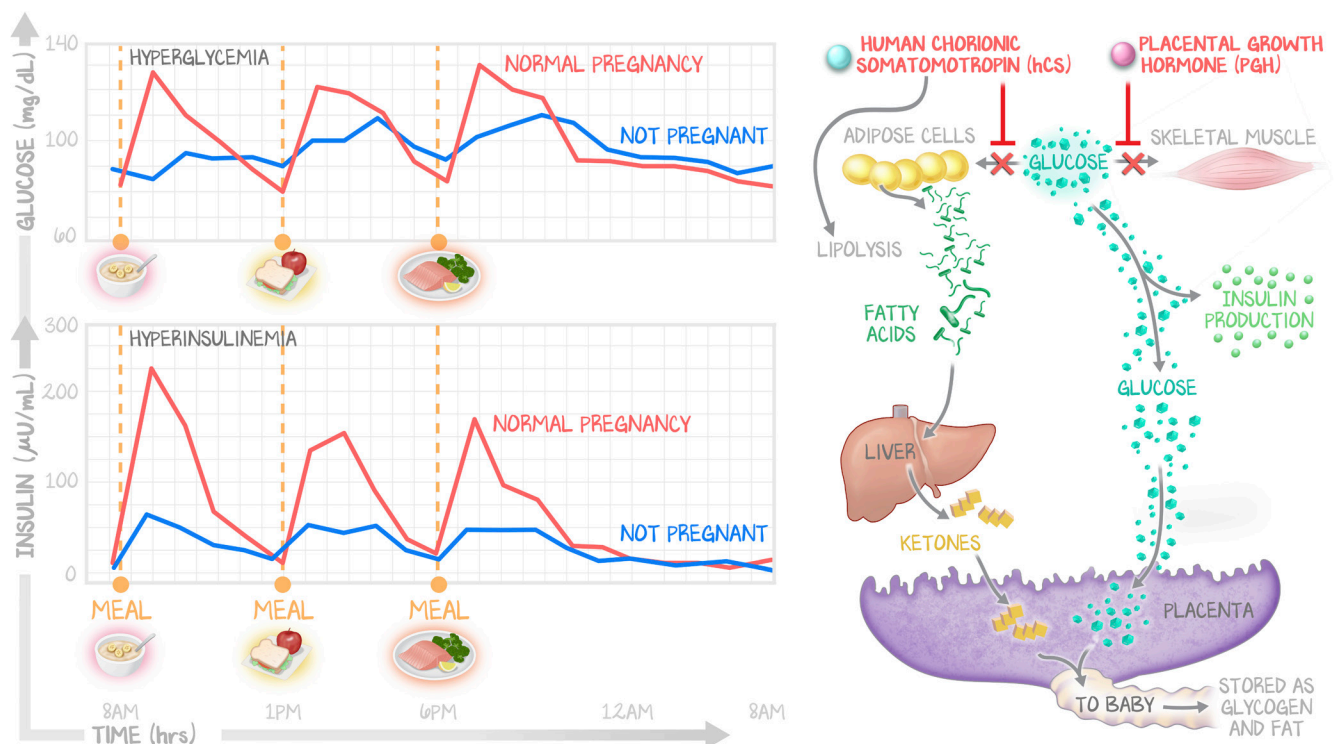 GLUCOSE (mg/dL)
140
100
60
HYPERGLYCEMIA
NORMAL PREGNANCY
NOT PREGNANT
INSULIN (μU/mL)
300
200
100
0
HYPERINSULINEMIA
NORMAL PREGNANCY
NOT PREGNANT
MEAL
MEAL
MEAL
8AM
1PM
6PM
12AM
8AM
TIME (hrs)
HUMAN CHORIONIC
SOMATOMOTROPIN (hCS)
PLACENTAL GROWTH
HORMONE (PGH)
ADIPOSE CELLS
GLUCOSE
SKELETAL MUSCLE
LIPOLYSIS
FATTY
ACIDS
INSULIN
PRODUCTION
GLUCOSE
LIVER
KETONES
PLACENTA
TO BABY
STORED AS
GLYCOGEN
AND FAT